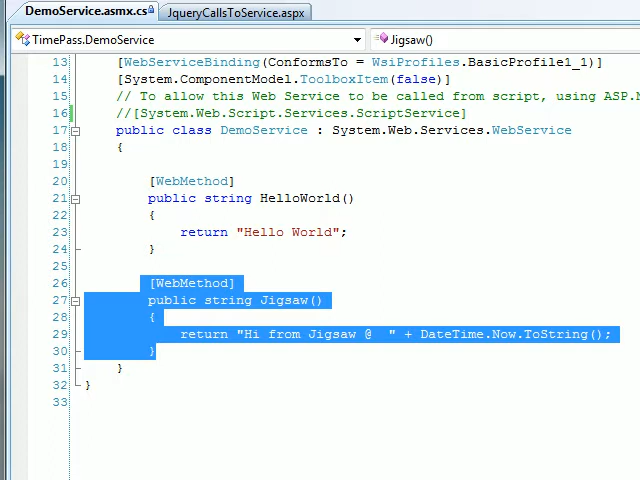 DemoService.asmx.cs JqueryCallsToService.aspx
TimePass.DemoService Jigsaw()
13 [WebServiceBinding(ConformsTo = WsiProfiles.BasicProfile1_1)]
14 [System.ComponentModel.ToolboxItem(false)]
15 // To allow this Web Service to be called from script, using ASP.N
16 //[System.Web.Script.Services.ScriptService]
17 public class DemoService : System.Web.Services.WebService
18 {
19
20 [WebMethod]
21 public string HelloWorld()
22 {
23 return "Hello World";
24 }
25
26 [WebMethod]
27 public string Jigsaw()
28 {
29 return "Hi from Jigsaw @  " + DateTime.Now.ToString();
30 }
31 }
32 }
33